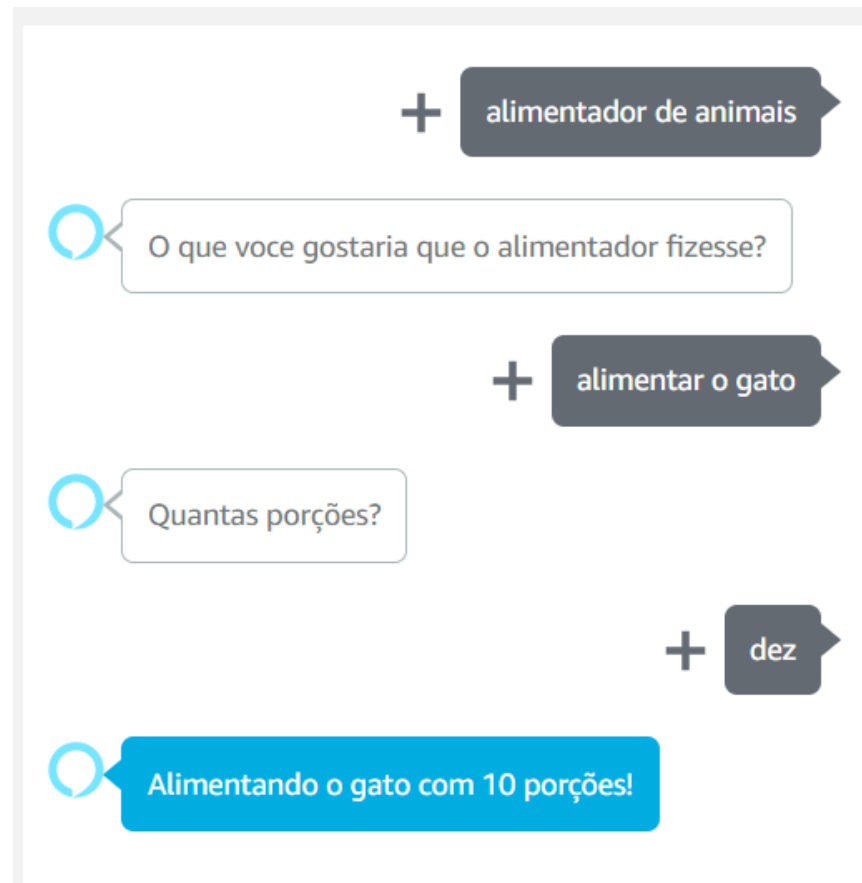 alimentador de animais
O que voce gostaria que o alimentador fizesse?
alimentar o gato
Quantas porções?
dez
Alimentando o gato com 10 porções!